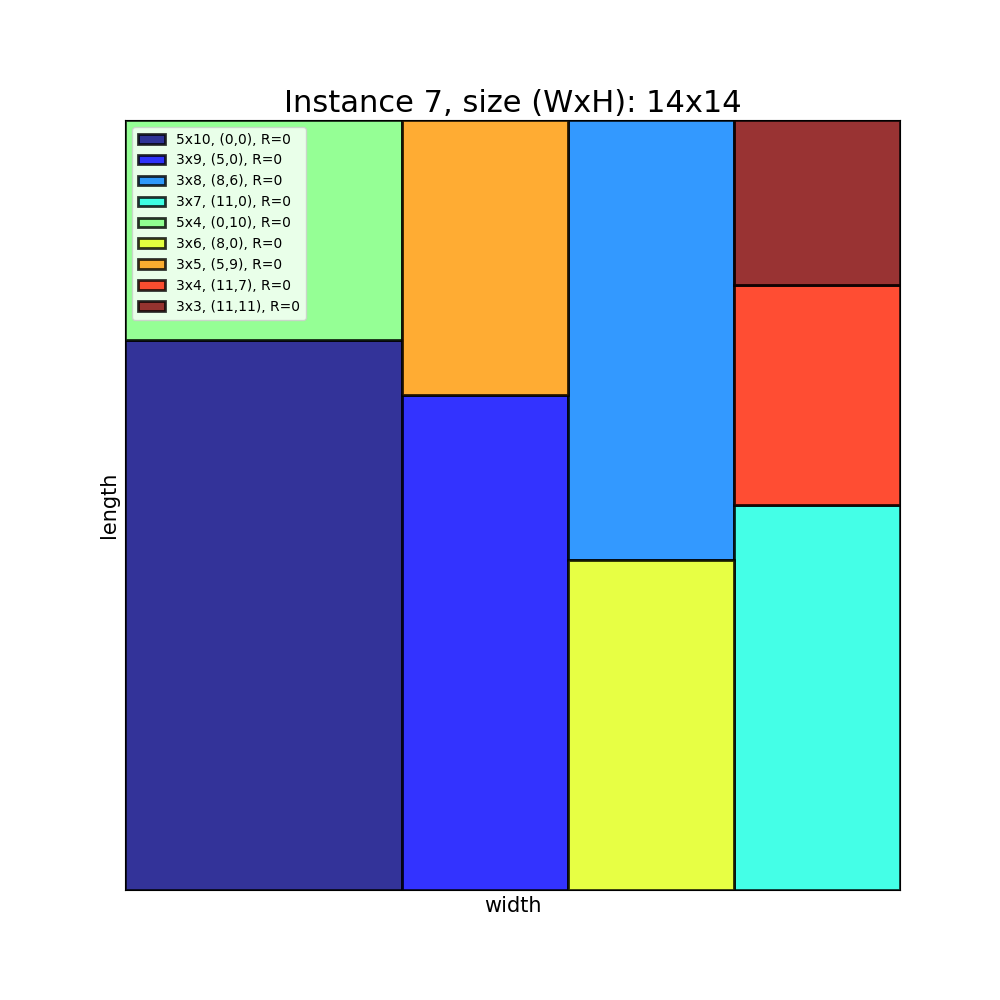 Instance 7, size (WxH): 14x14
5x10, (0,0), R=0
3x9, (5,0), R=0
3x8, (8,6), R=0
3x7, (11,0), R=0
5x4, (0,10), R=0
3x6, (8,0), R=0
3x5, (5,9), R=0
3x4, (11,7), R=0
3x3, (11,11), R=0
length
width